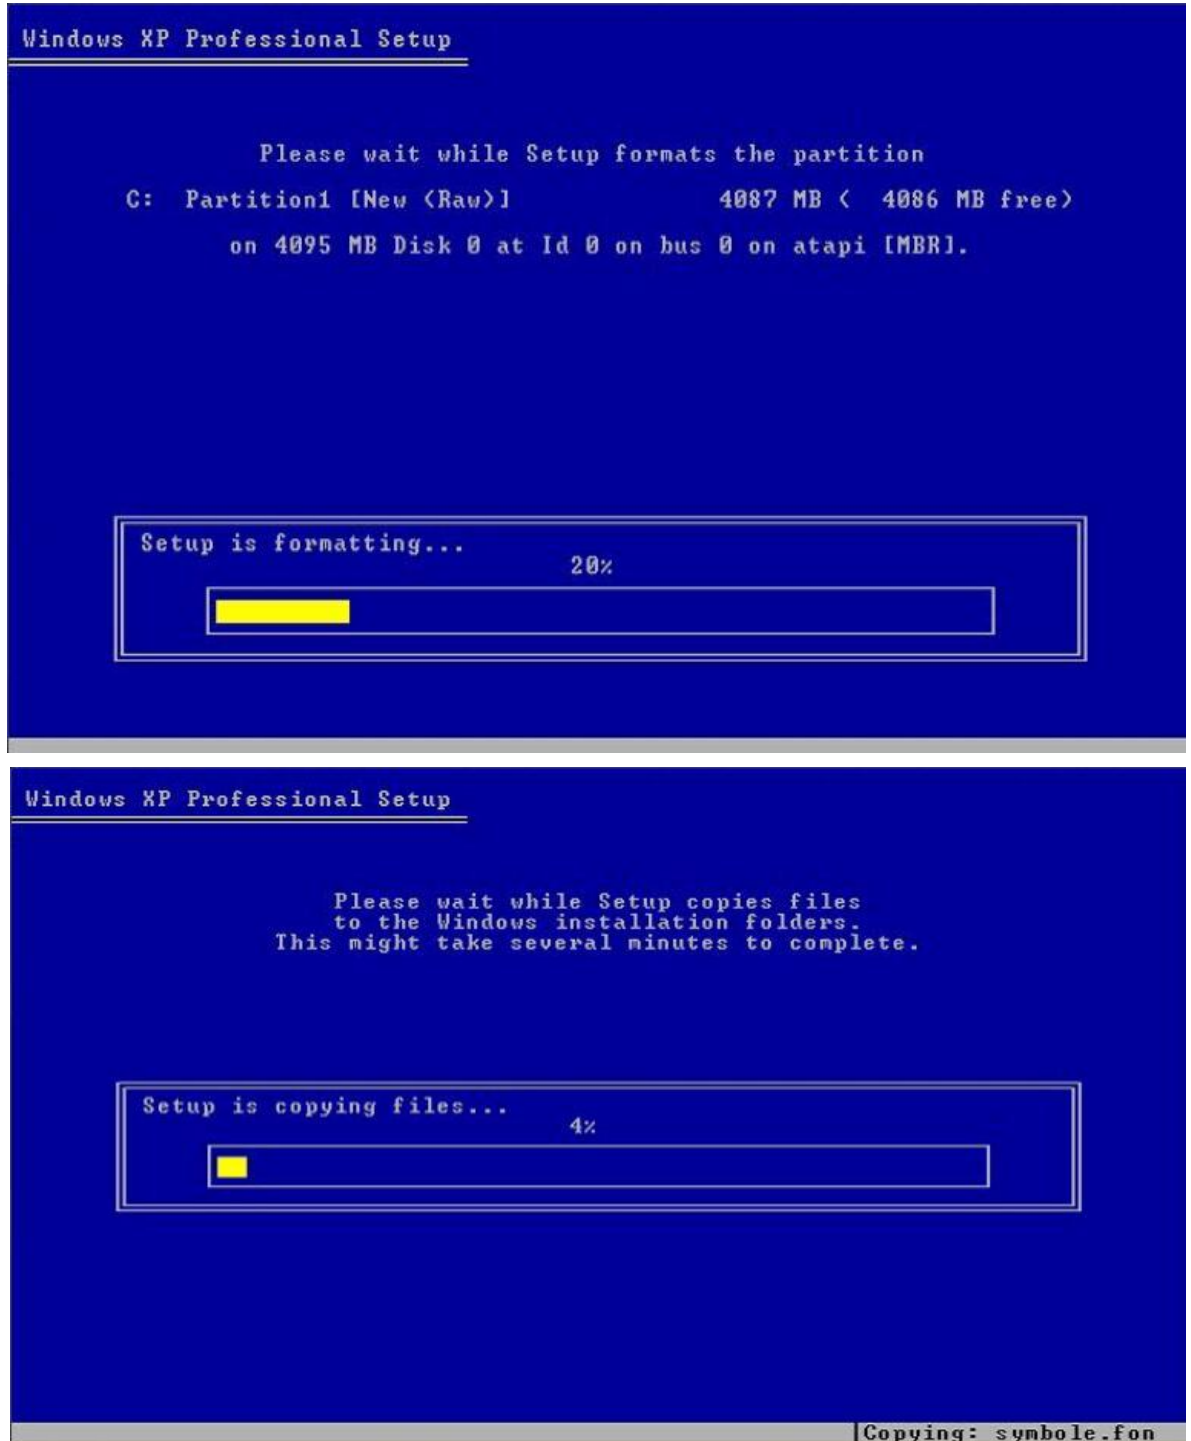 Windows XP Professional Setup
Please wait while Setup formats the partition
C: Partition1 [New (Raw)] 4087 MB ( 4086 MB free)
on 4095 MB Disk 0 at Id 0 on bus 0 on atapi [MBR].
Setup is formatting...
20%
Windows XP Professional Setup
Please wait while Setup copies files
to the Windows installation folders.
This might take several minutes to complete.
Setup is copying files...
4%
Copying: symbole.fon